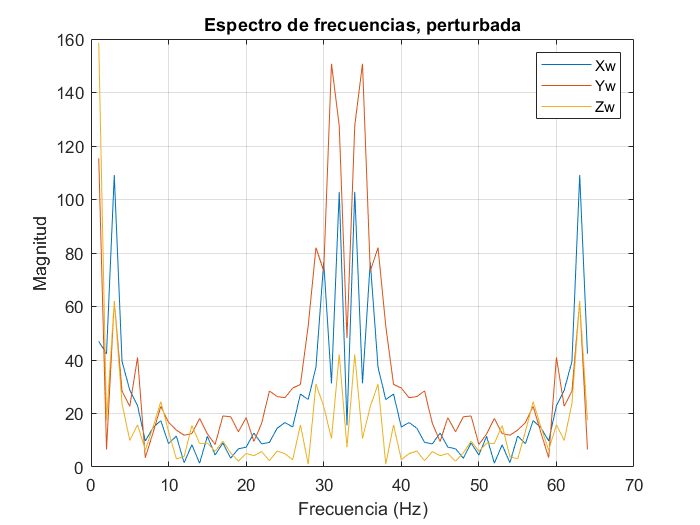 Espectro de frecuencias, perturbada
Magnitud
160
140
120
100
80
60
40
20
0
Xw
Yw
Zw
0 10 20 30 40 50 60 70
Frecuencia (Hz)